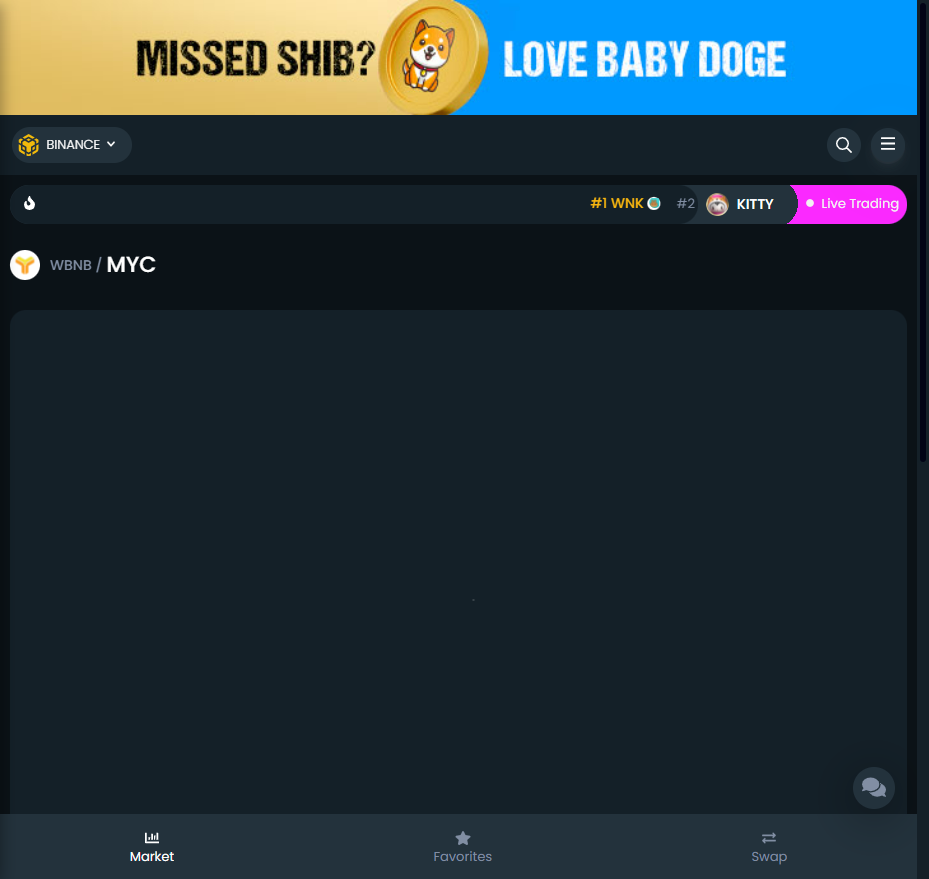 MISSED SHIB? LOVE BABY DOGE
BINANCE
#1 WNK #2 KITTY Live Trading
WBNB / MYC
Market Favorites Swap